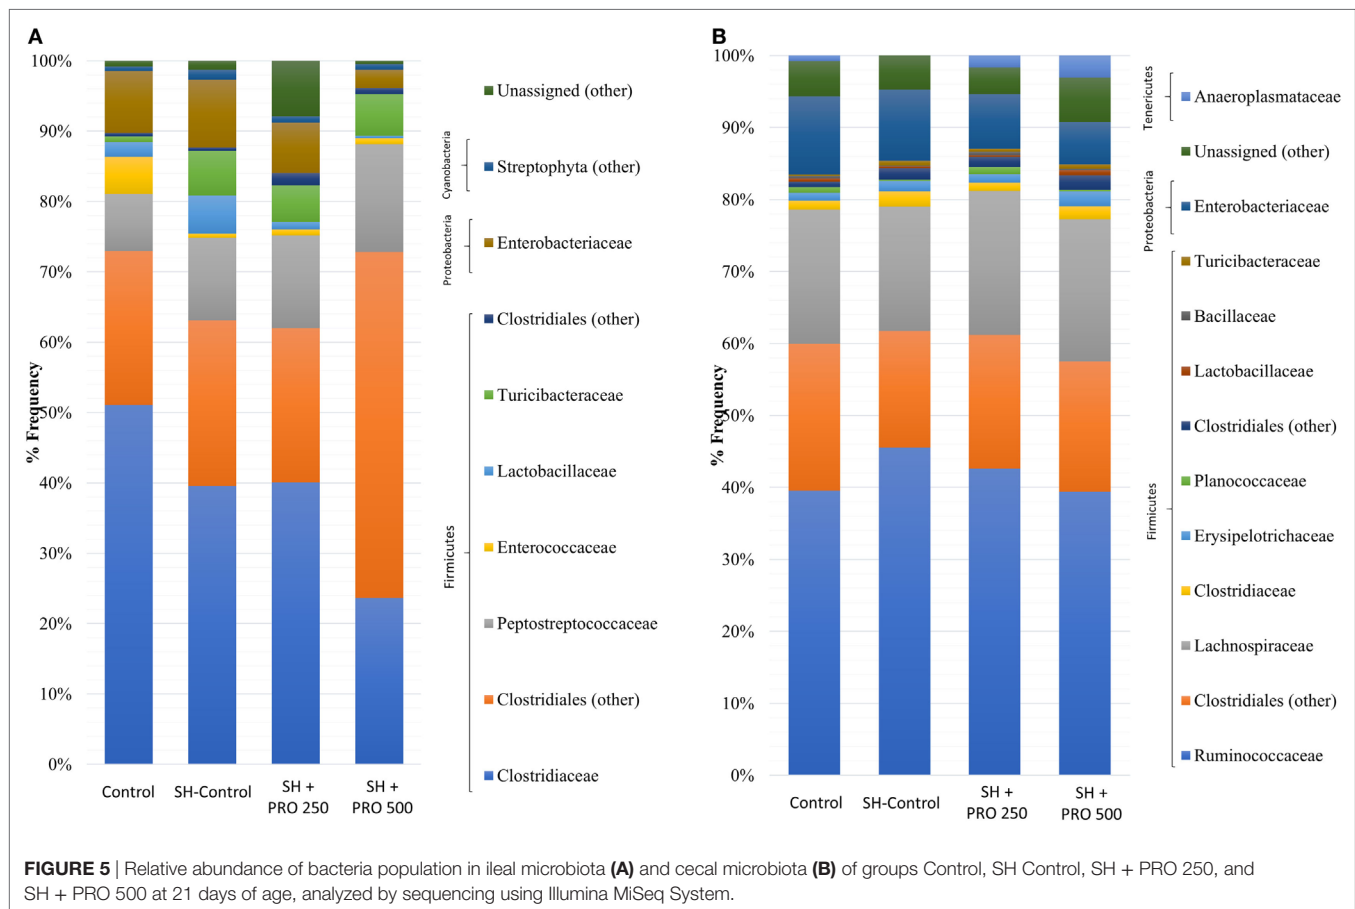 A
100%
90%
80%
70%
60%
50%
40%
30%
20%
10%
0%
% Frequency
Control
SH-Control
SH +
PRO 250
SH +
PRO 500
Unassigned (other)
Cyanobacteria
Streptophyta (other)
Proteobacteria
Enterobacteriaceae
Firmicutes
Clostridiales (other)
Turicibacteraceae
Lactobacillaceae
Enterococcaceae
Peptostreptococcaceae
Clostridiales (other)
Clostridiaceae
B
100%
90%
80%
70%
60%
50%
40%
30%
20%
10%
0%
% Frequency
Control
SH-Control
SH +
PRO 250
SH +
PRO 500
Tenericutes
Anaeroplasmataceae
Unassigned (other)
Proteobacteria
Enterobacteriaceae
Firmicutes
Turicibacteraceae
Bacillaceae
Lactobacillaceae
Clostridiales (other)
Planococcaceae
Erysipelotrichaceae
Clostridiaceae
Lachnospiraceae
Clostridiales (other)
Ruminococcaceae
FIGURE 5 | Relative abundance of bacteria population in ileal microbiota (A) and cecal microbiota (B) of groups Control, SH Control, SH + PRO 250, and
SH + PRO 500 at 21 days of age, analyzed by sequencing using Illumina MiSeq System.